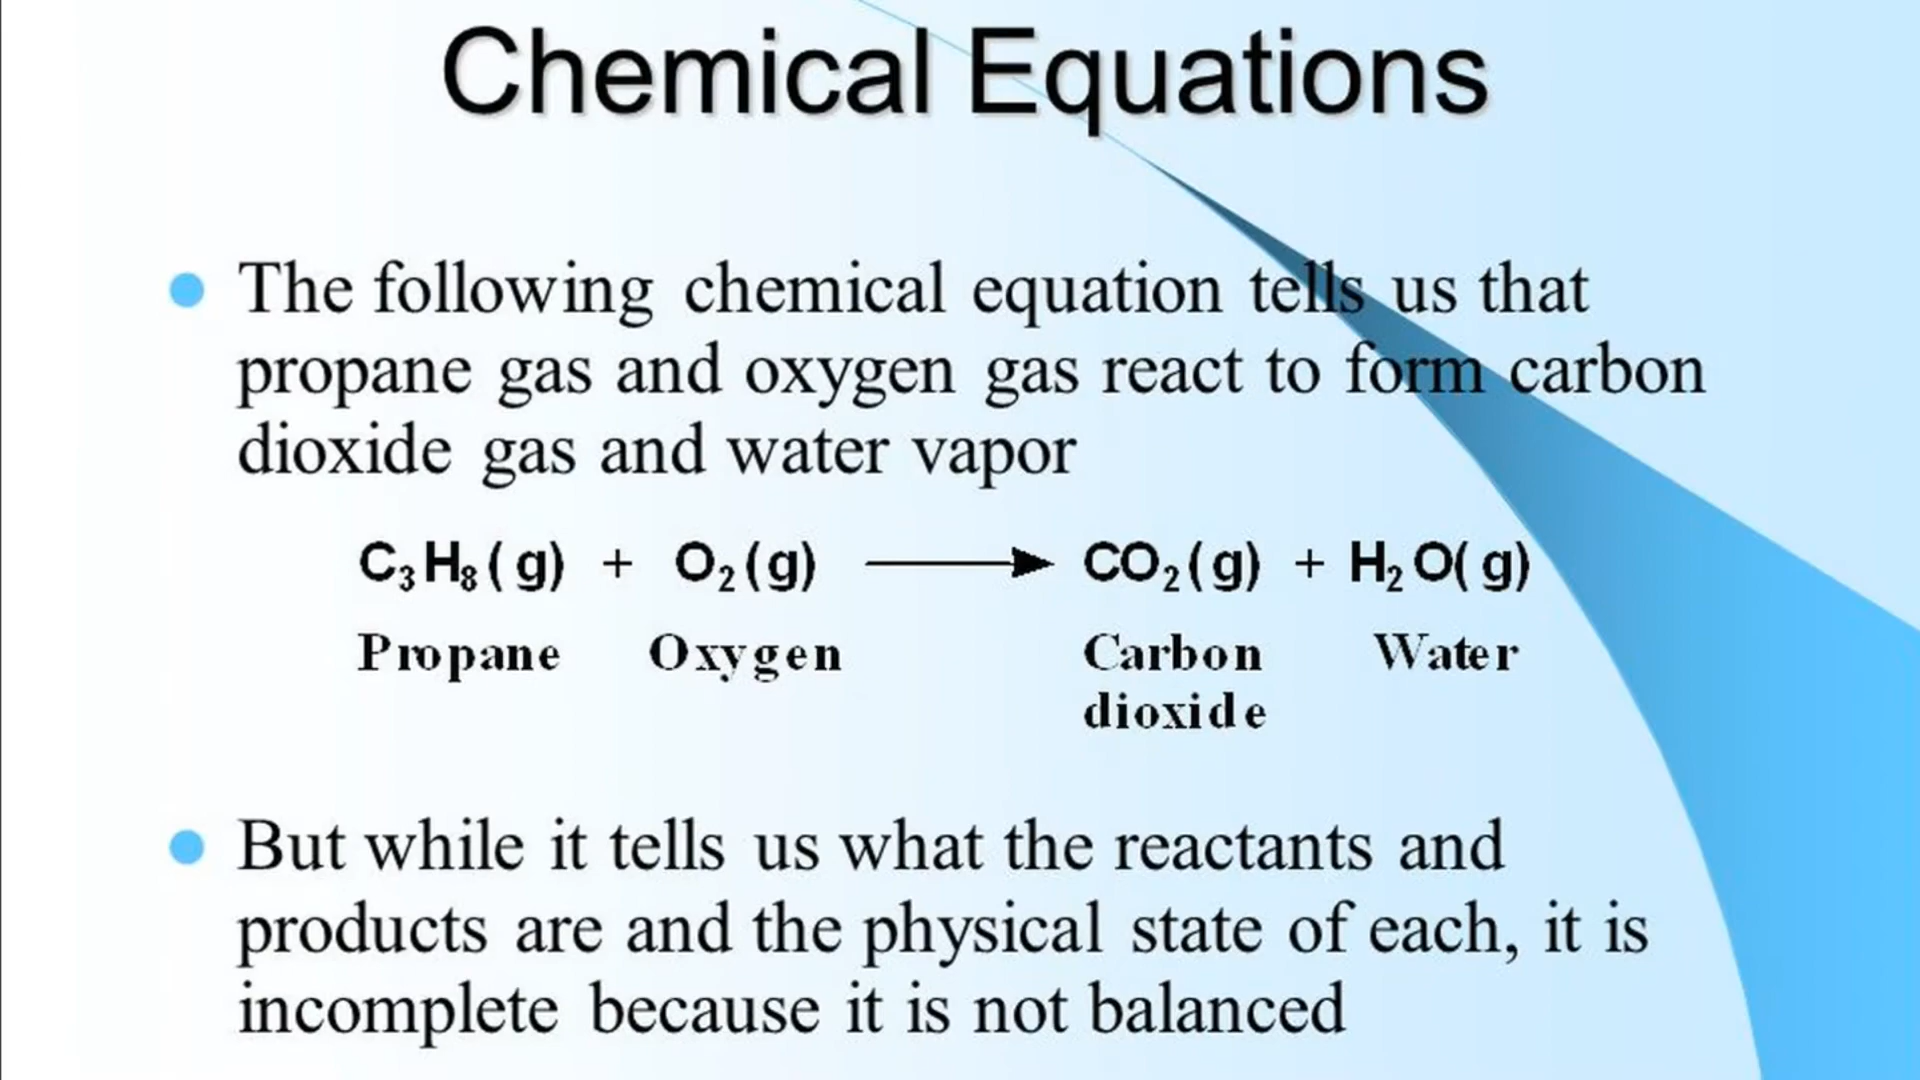 Chemical Equations
The following chemical equation tells us that
propane gas and oxygen gas react to form carbon
dioxide gas and water vapor
C₃H₈(g) + O₂(g) ⟶ CO₂(g) + H₂O(g)
Propane Oxygen Carbon Water
dioxide
But while it tells us what the reactants and
products are and the physical state of each, it is
incomplete because it is not balanced